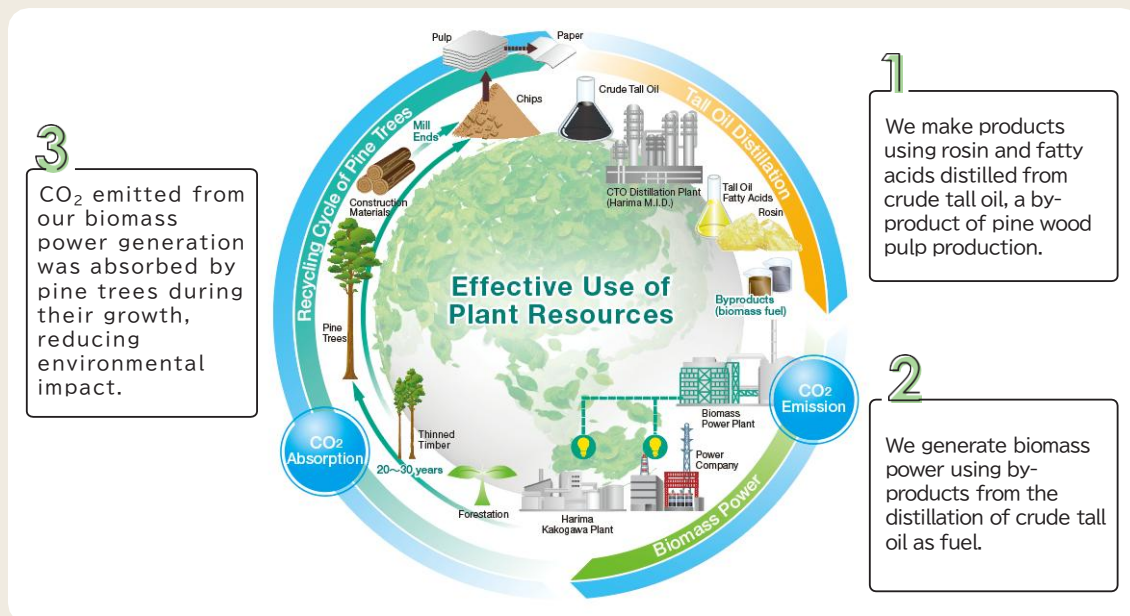 Pulp
Paper
Chips
Crude Tall Oil
Tall Oil Distillation
Mill
Ends
Recycling Cycle of Pine Trees
Construction
Materials
CTO Distillation Plant
(Harima M.I.D.)
Tall Oil
Fatty Acids
Rosin
Effective Use of
Plant Resources
Byproducts
(biomass fuel)
Pine
Trees
Biomass
Power Plant
CO₂
Emission
Thinned
Timber
CO₂
Absorption
20～30 years
Power
Company
Forestation
Harima
Kakogawa Plant
Biomass Power
1
We make products
using rosin and fatty
acids distilled from
crude tall oil, a by-
product of pine wood
pulp production.
2
We generate biomass
power using by-
products from the
distillation of crude tall
oil as fuel.
3
CO₂ emitted from
our biomass
power generation
was absorbed by
pine trees during
their growth,
reducing
environmental
impact.